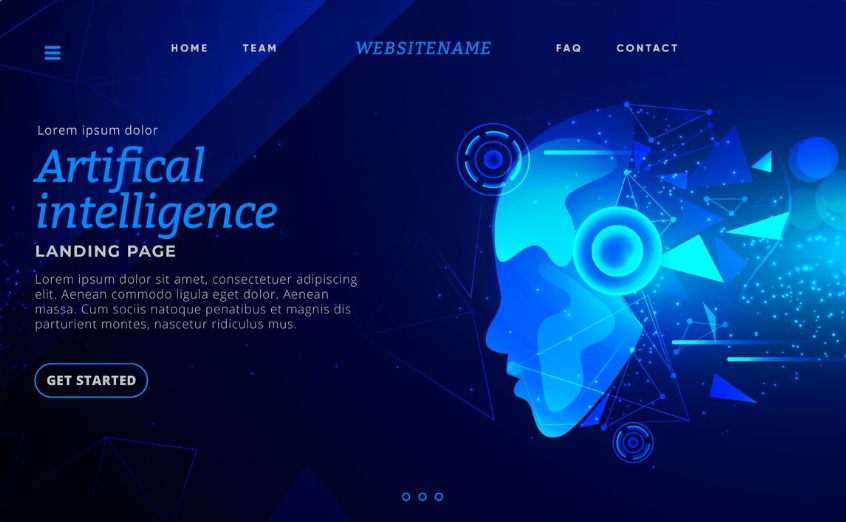 HOME TEAM WEBSITENAME FAQ CONTACT
Lorem ipsum dolor
Artifical
intelligence
LANDING PAGE
Lorem ipsum dolor sit amet, consectetuer adipiscing
elit. Aenean commodo ligula eget dolor. Aenean
massa. Cum sociis natoque penatibus et magnis dis
parturient montes, nascetur ridiculus mus.
GET STARTED